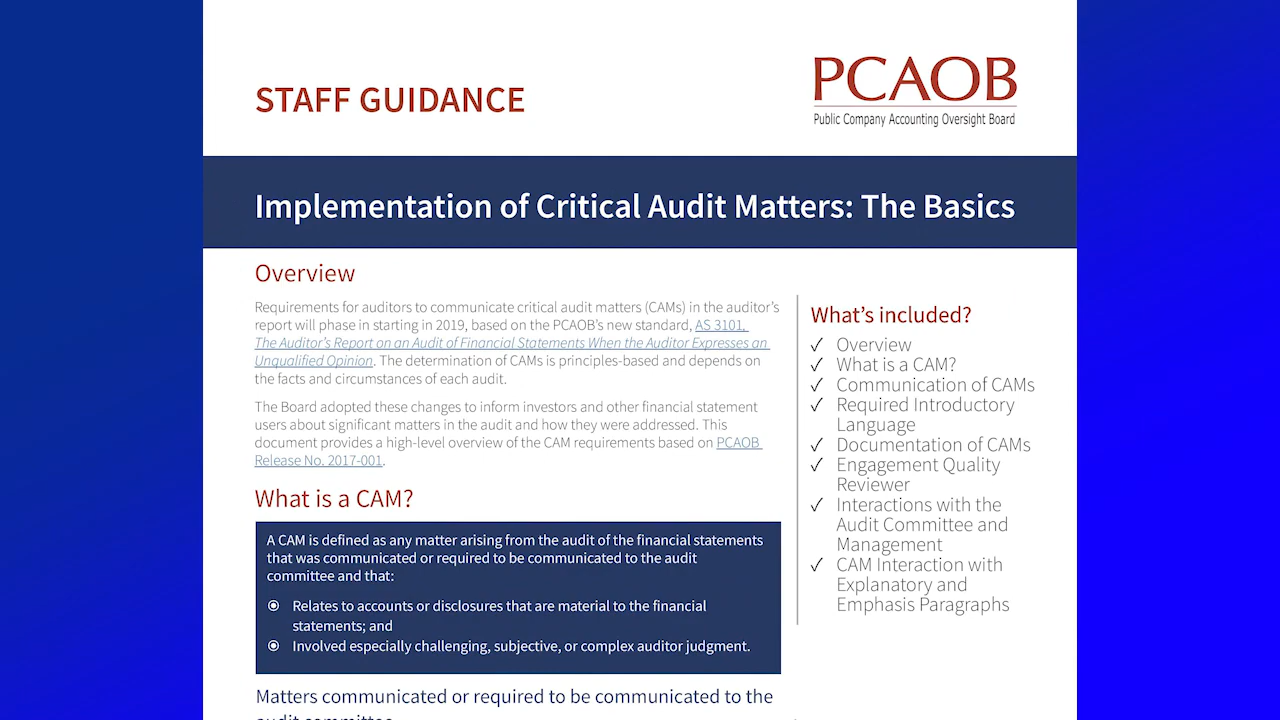 STAFF GUIDANCE
PCAOB
Public Company Accounting Oversight Board
Implementation of Critical Audit Matters: The Basics
Overview
Requirements for auditors to communicate critical audit matters (CAMs) in the auditor's
report will phase in starting in 2019, based on the PCAOB's new standard, AS 3101,
The Auditor's Report on an Audit of Financial Statements When the Auditor Expresses an
Unqualified Opinion. The determination of CAMs is principles-based and depends on
the facts and circumstances of each audit.
The Board adopted these changes to inform investors and other financial statement
users about significant matters in the audit and how they were addressed. This
document provides a high-level overview of the CAM requirements based on PCAOB
Release No. 2017-001.
What is a CAM?
A CAM is defined as any matter arising from the audit of the financial statements
that was communicated or required to be communicated to the audit
committee and that:
Relates to accounts or disclosures that are material to the financial
statements; and
Involved especially challenging, subjective, or complex auditor judgment.
Matters communicated or required to be communicated to the
audit committee
What's included?
✓ Overview
✓ What is a CAM?
✓ Communication of CAMs
✓ Required Introductory
Language
✓ Documentation of CAMs
✓ Engagement Quality
Reviewer
✓ Interactions with the
Audit Committee and
Management
✓ CAM Interaction with
Explanatory and
Emphasis Paragraphs